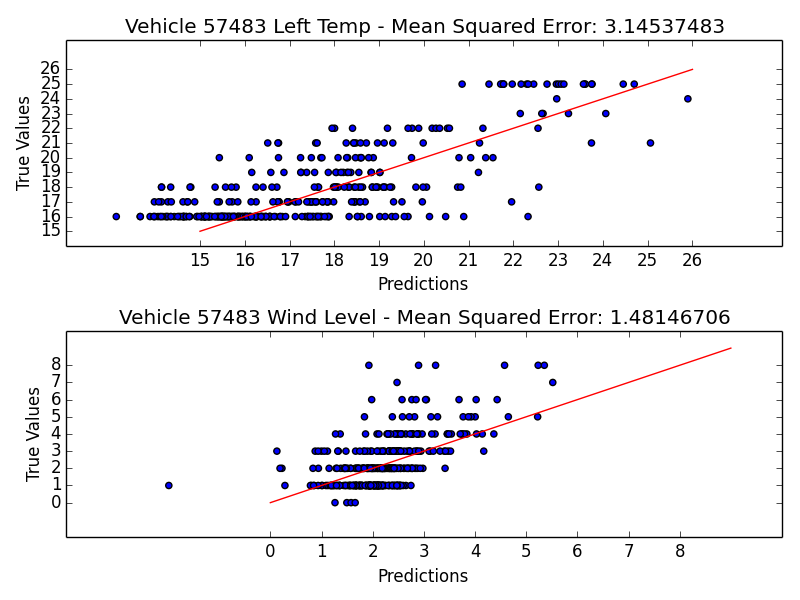 Vehicle 57483 Left Temp - Mean Squared Error: 3.14537483
True Values
26
25
24
23
22
21
20
19
18
17
16
15
15 16 17 18 19 20 21 22 23 24 25 26
Predictions
Vehicle 57483 Wind Level - Mean Squared Error: 1.48146706
True Values
8
7
6
5
4
3
2
1
0
0 1 2 3 4 5 6 7 8
Predictions